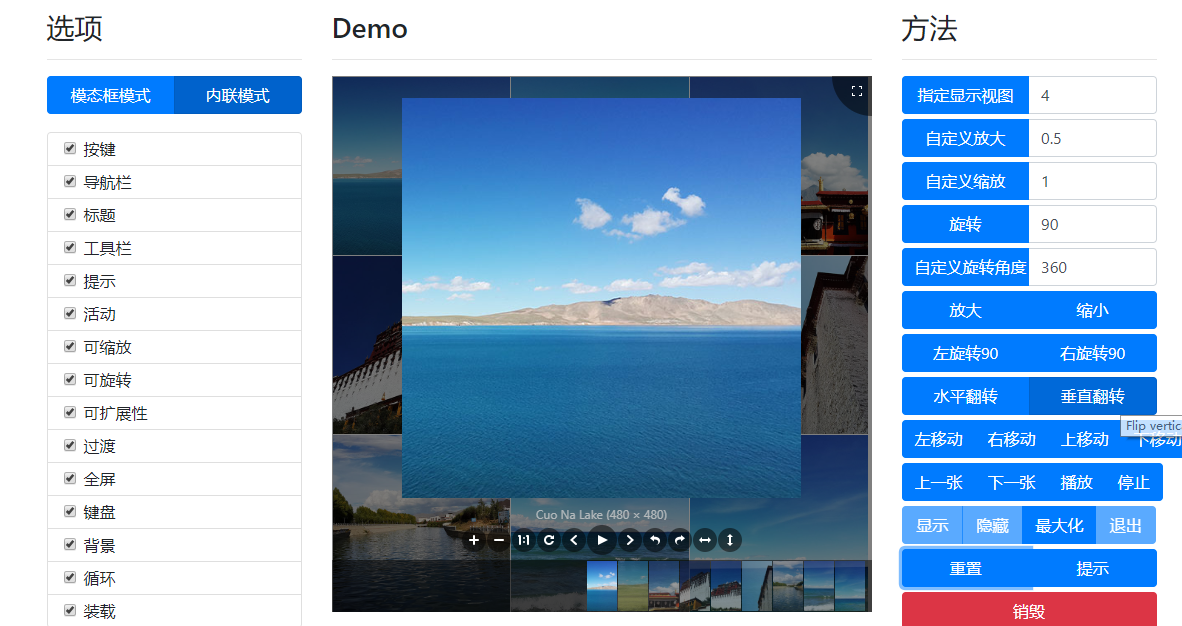 选项
模态框模式 内联模式
按键
导航栏
标题
工具栏
提示
活动
可缩放
可旋转
可扩展性
过渡
全屏
键盘
背景
循环
装载
Demo
Cuo Na Lake (480 × 480)
1:1
方法
指定显示视图 4
自定义放大 0.5
自定义缩放 1
旋转 90
自定义旋转角度 360
放大 缩小
左旋转90 右旋转90
水平翻转 垂直翻转
Flip vertic
左移动 右移动 上移动 下移动
上一张 下一张 播放 停止
显示 隐藏 最大化 退出
重置 提示
销毁